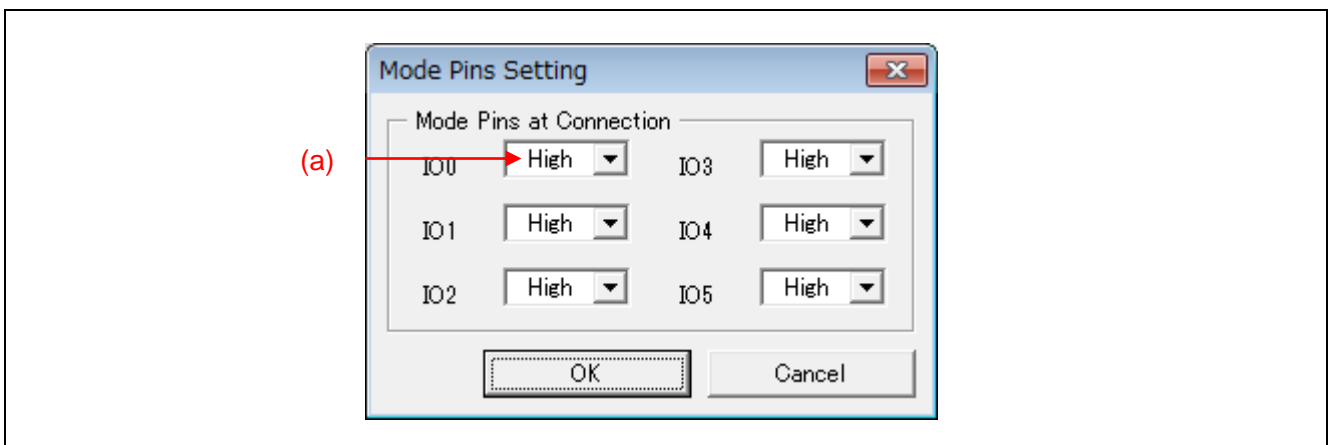 Mode Pins Setting
Mode Pins at Connection
(a)
IO0 High IO3 High
IO1 High IO4 High
IO2 High IO5 High
OK Cancel